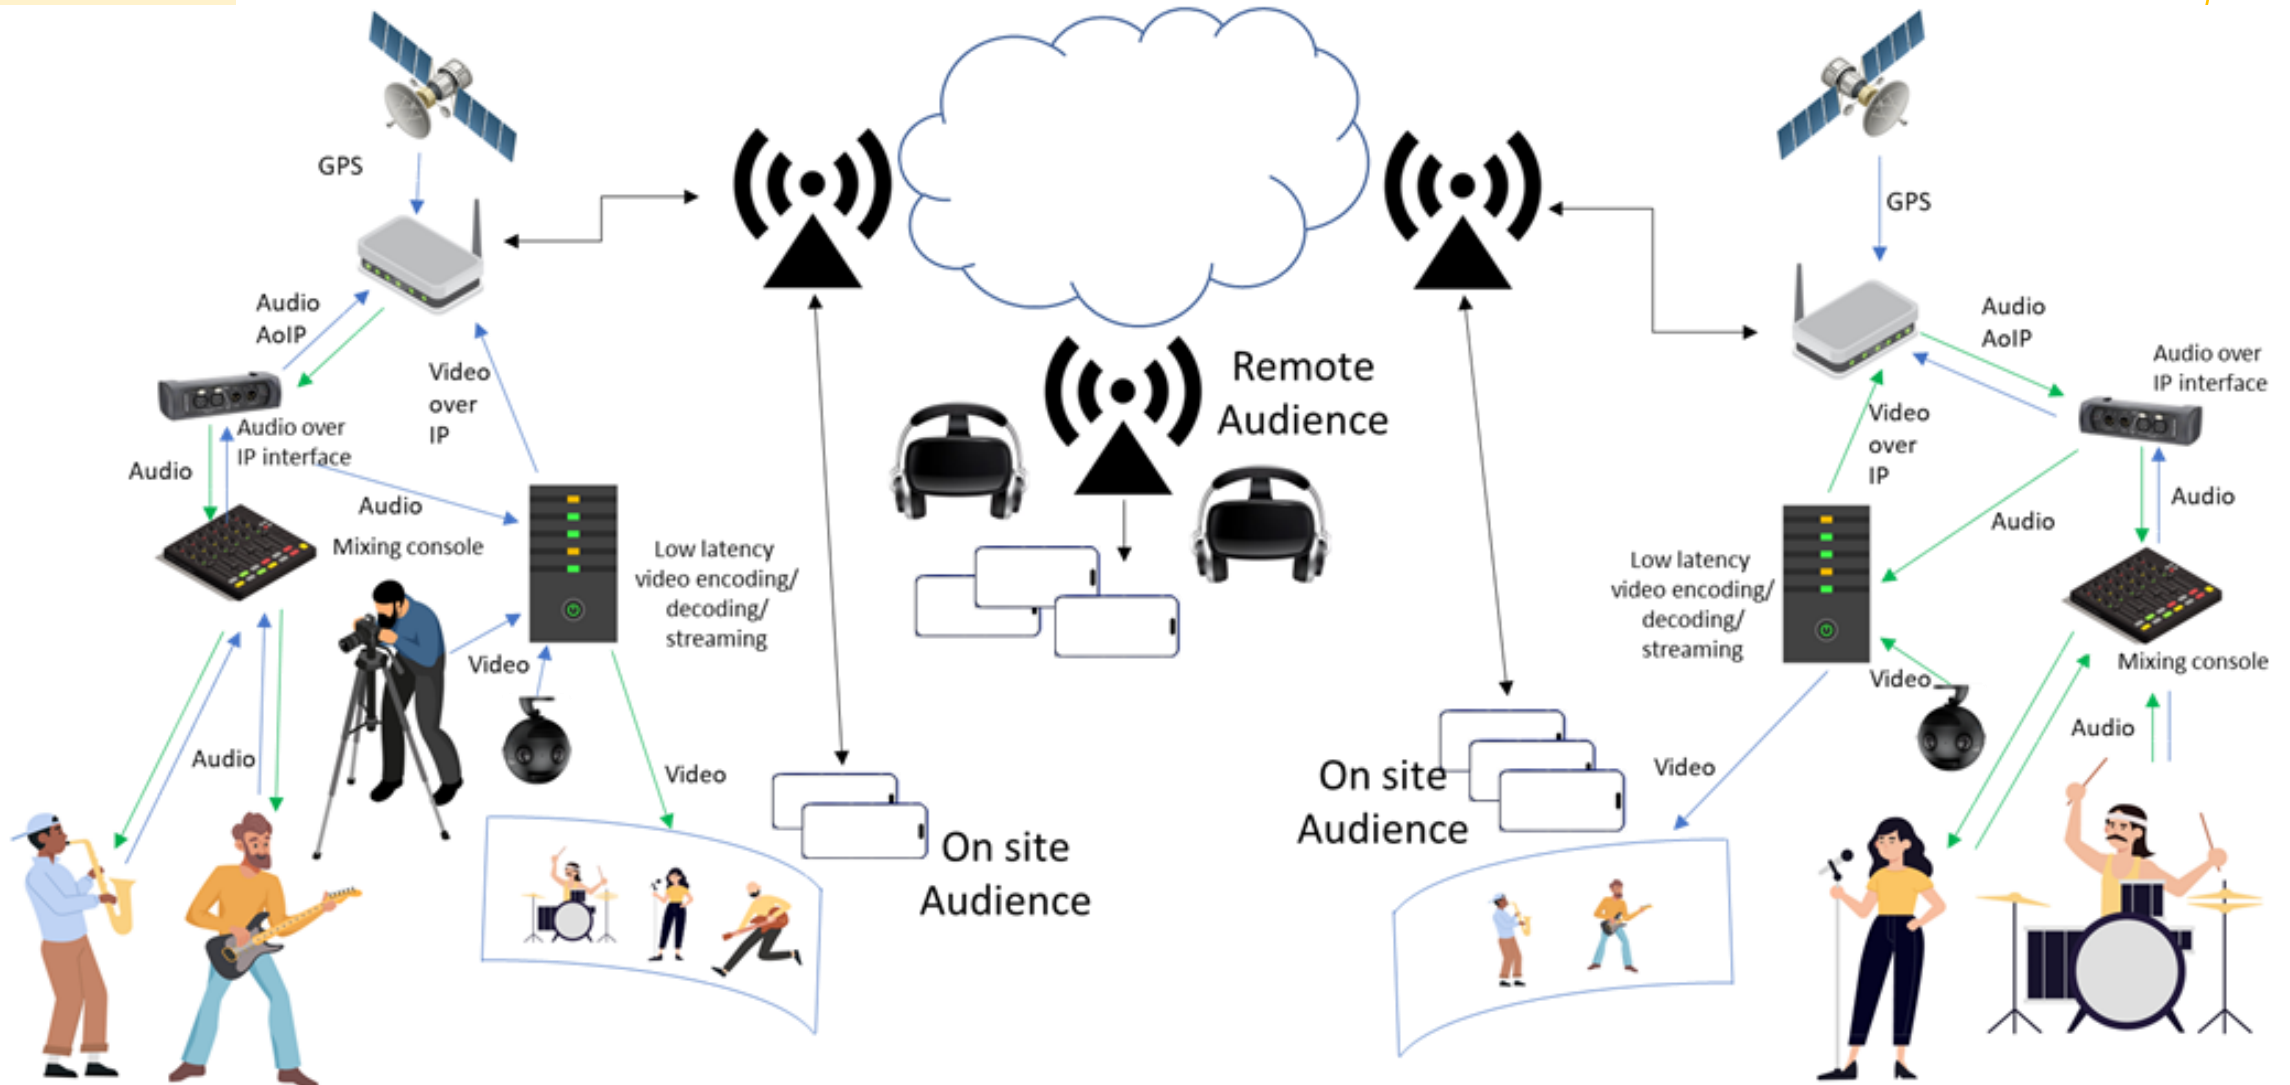 GPS
GPS
Audio
AoIP
Video
over
IP
Audio over
IP interface
Audio
Audio
Mixing console
Low latency
video encoding/
decoding/
streaming
Video
Audio
Video
On site
Audience
Remote
Audience
On site
Audience
Audio
AoIP
Audio over
IP interface
Video
over
IP
Audio
Audio
Low latency
video encoding/
decoding/
streaming
Mixing console
Video
Audio
Video